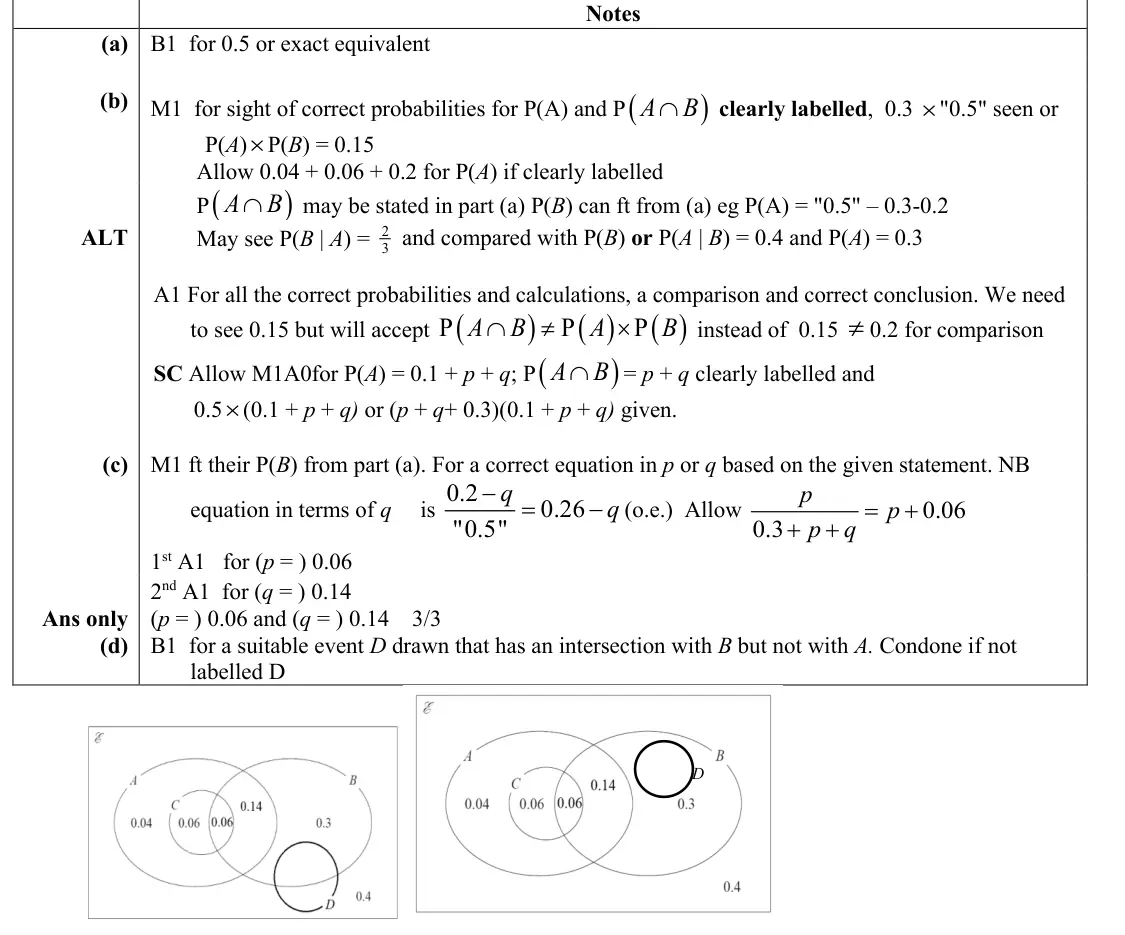 Notes
(a) B1 for 0.5 or exact equivalent
(b) M1 for sight of correct probabilities for P(A) and P(A∩B) clearly labelled, 0.3 ×"0.5" seen or
P(A)×P(B) = 0.15
Allow 0.04 + 0.06 + 0.2 for P(A) if clearly labelled
P(A∩B) may be stated in part (a) P(B) can ft from (a) eg P(A) = "0.5" – 0.3-0.2
ALT May see P(B | A) = 2/3 and compared with P(B) or P(A | B) = 0.4 and P(A) = 0.3
A1 For all the correct probabilities and calculations, a comparison and correct conclusion. We need
to see 0.15 but will accept P(A∩B) ≠ P(A)×P(B) instead of 0.15 ≠ 0.2 for comparison
SC Allow M1A0for P(A) = 0.1 + p + q; P(A∩B) = p + q clearly labelled and
0.5 × (0.1 + p + q) or (p + q+ 0.3)(0.1 + p + q) given.
(c) M1 ft their P(B) from part (a). For a correct equation in p or q based on the given statement. NB
equation in terms of q is (0.2 − q)/"0.5" = 0.26 − q (o.e.) Allow p/(0.3 + p + q) = p + 0.06
1st A1 for (p = ) 0.06
2nd A1 for (q = ) 0.14
Ans only (p = ) 0.06 and (q = ) 0.14 3/3
(d) B1 for a suitable event D drawn that has an intersection with B but not with A. Condone if not
labelled D
ℰ
A
B
C
0.14
0.04
0.06
0.06
0.3
D
0.4
ℰ
A
B
D
C
0.14
0.04
0.06
0.06
0.3
0.4